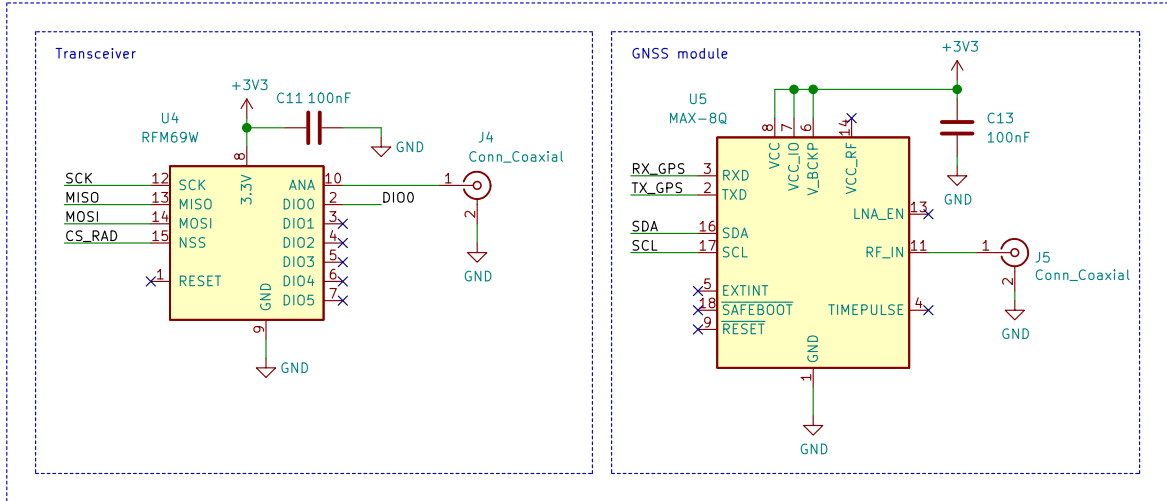 Transceiver
+3V3
C11 100nF
U4
RFM69W
GND
J4
Conn_Coaxial
8
3.3V
SCK 12 SCK
MISO 13 MISO
MOSI 14 MOSI
CS_RAD 15 NSS
1 RESET
ANA 10
DIO0 2 DIO0
DIO1 3
DIO2 4
DIO3 5
DIO4 6
DIO5 7
1
2
GND
GND
9
GND
GNSS module
+3V3
U5
MAX-8Q
C13
100nF
GND
8 7 6 14
VCC VCC_IO V_BCKP VCC_RF
RX_GPS 3 RXD
TX_GPS 2 TXD
SDA 16 SDA
SCL 17 SCL
5 EXTINT
18 SAFEBOOT
9 RESET
LNA_EN 13
RF_IN 11
TIMEPULSE 4
1
J5
Conn_Coaxial
2
GND
GND
1
GND